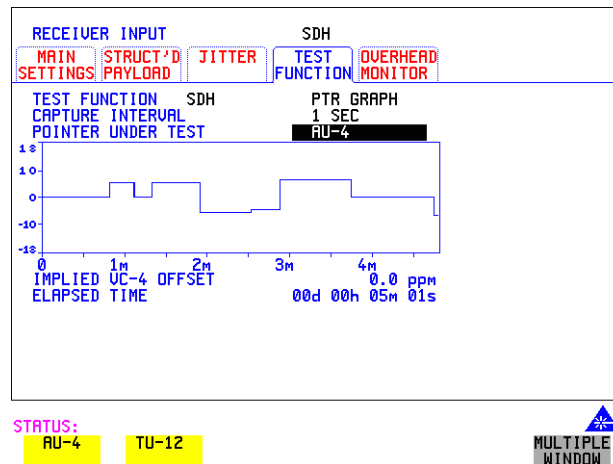 RECEIVER INPUT SDH
MAIN SETTINGS STRUCT'D PAYLOAD JITTER TEST FUNCTION OVERHEAD MONITOR
TEST FUNCTION SDH PTR GRAPH
CAPTURE INTERVAL 1 SEC
POINTER UNDER TEST AU-4
18
10
0
-10
-18
0 1M 2M 3M 4M
IMPLIED VC-4 OFFSET 0.0 ppm
ELAPSED TIME 00d 00h 05m 01s
STATUS:
AU-4 TU-12
MULTIPLE
WINDOW